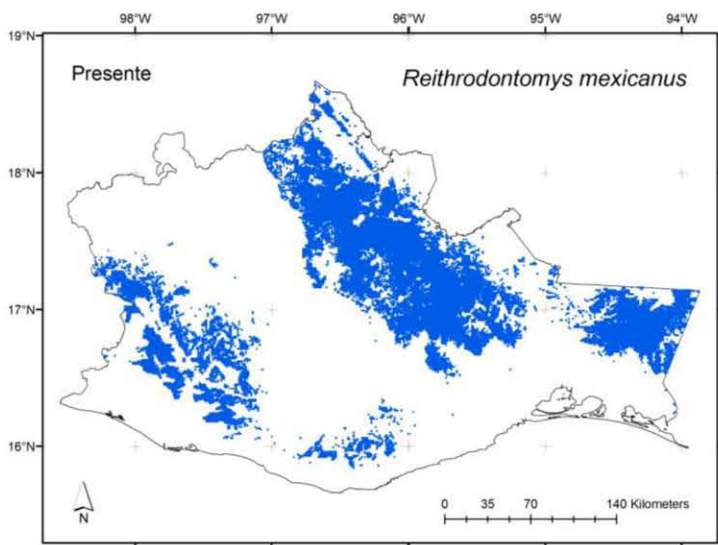 98°W 97°W 96°W 95°W 94°W
19°N
Presente Reithrodontomys mexicanus
18°N
17°N
16°N
0 35 70 140 Kilometers
N